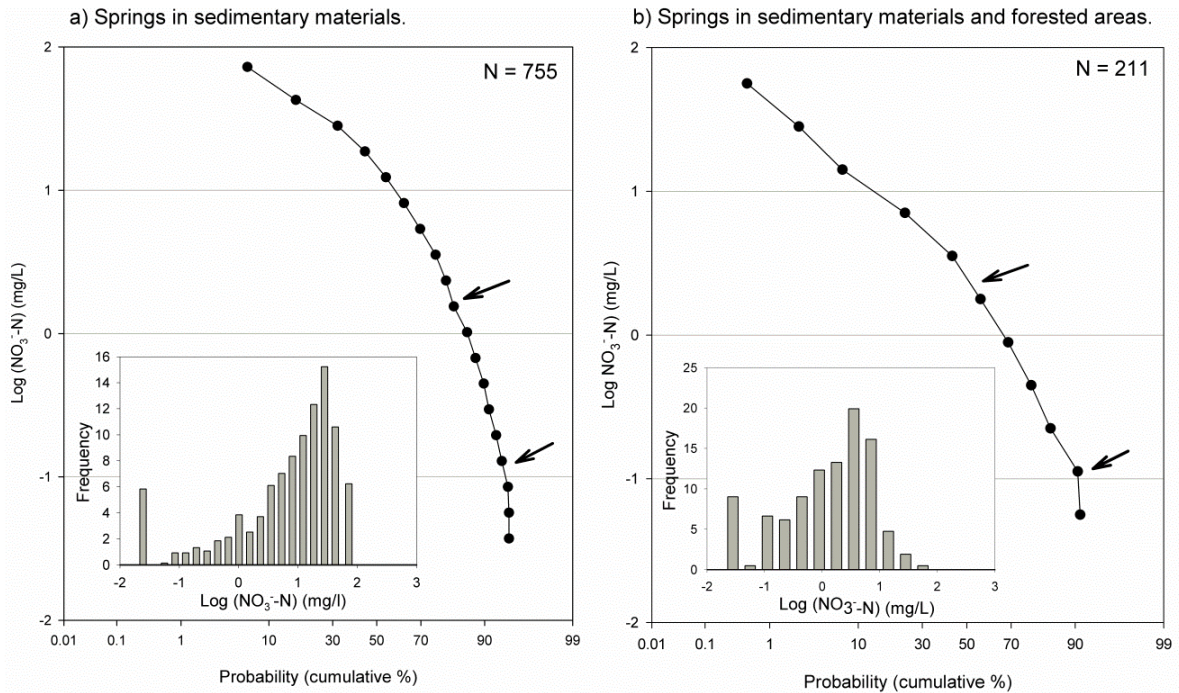 a) Springs in sedimentary materials.
N = 755
2
1
0
-1
-2
Log (NO3⁻-N) (mg/L)
0.01 0.1 1 10 30 50 70 90 99
Probability (cumulative %)
16
14
12
10
8
6
4
2
0
Frequency
-2 -1 0 1 2 3
Log (NO3⁻-N) (mg/l)
b) Springs in sedimentary materials and forested areas.
N = 211
2
1
0
-1
-2
Log NO3⁻-N) (mg/L)
0.01 0.1 1 10 30 50 70 90 99
Probability (cumulative %)
25
20
15
10
5
0
Frequency
-2 -1 0 1 2 3
Log (NO3⁻-N) (mg/L)